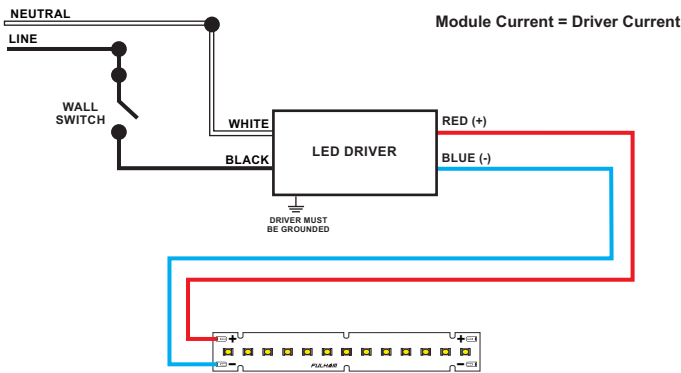 NEUTRAL
Module Current = Driver Current
LINE
WALL
SWITCH
WHITE
RED (+)
LED DRIVER
BLACK
BLUE (-)
DRIVER MUST
BE GROUNDED
+ +
- -
FULHAM